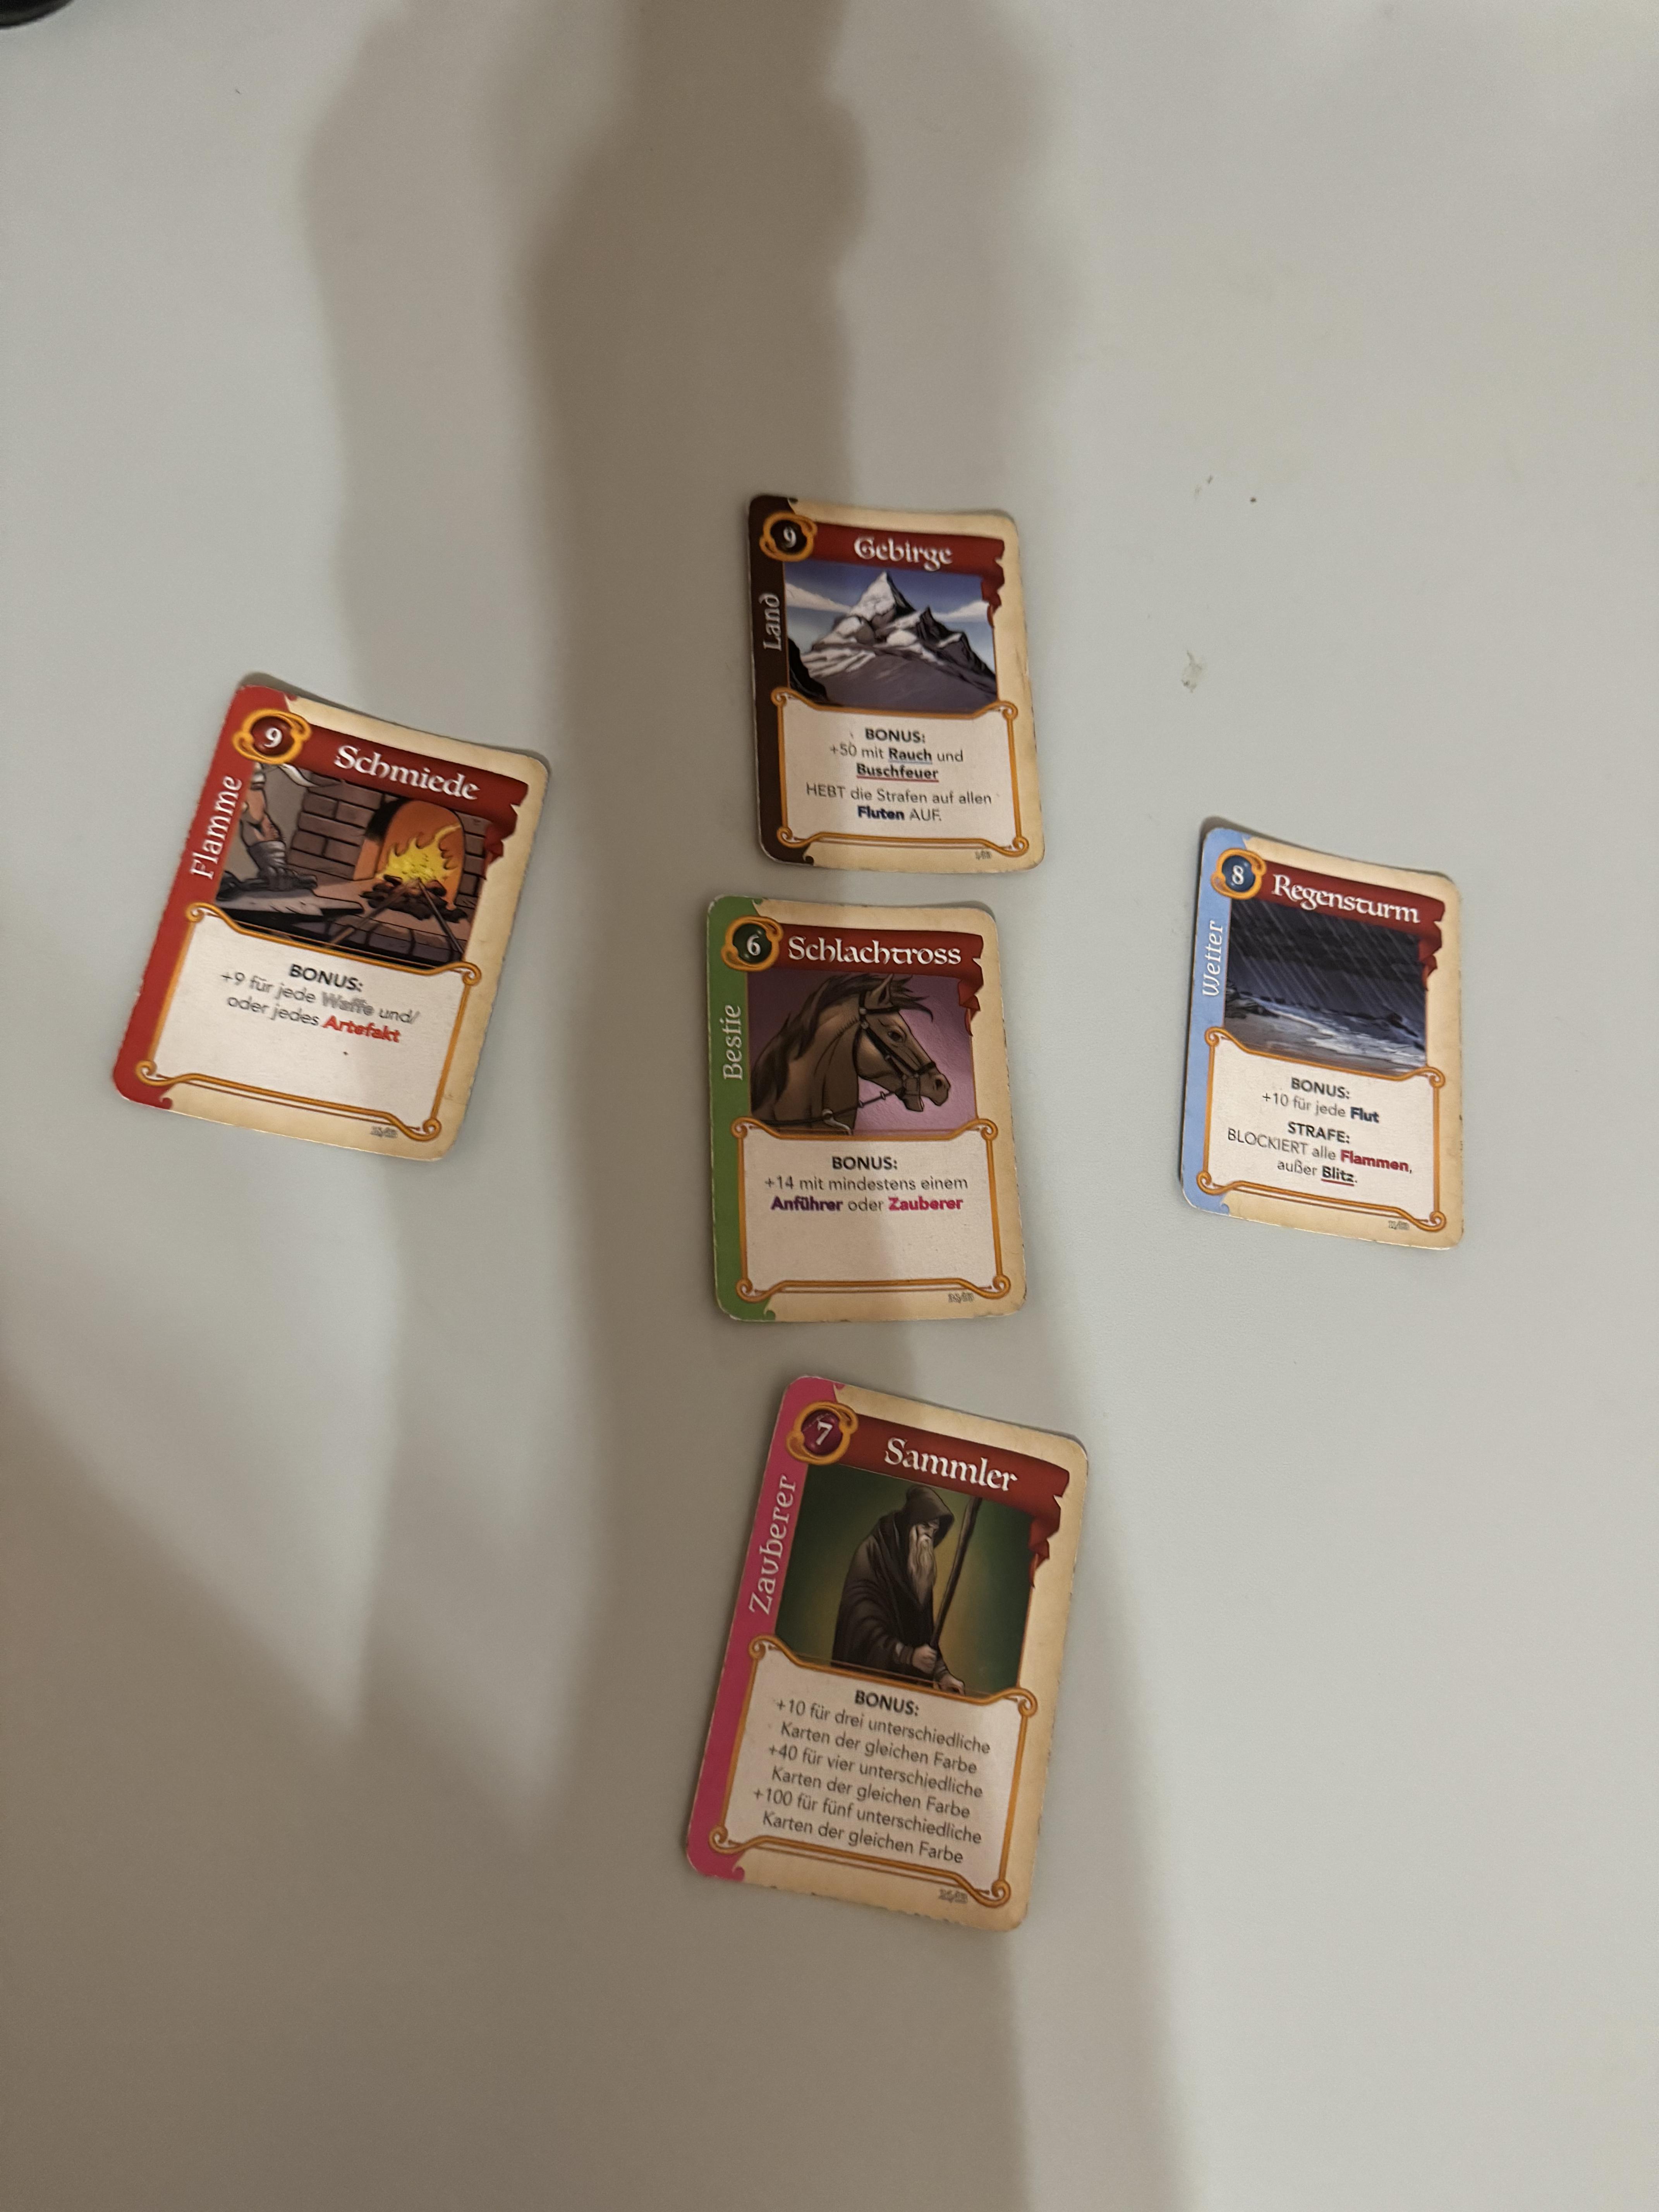 9
Gebirge
Land
BONUS:
+50 mit Rauch und
Buschfeuer
HEBT die Strafen auf allen
Fluten AUF.
9
Schmiede
Flamme
BONUS:
+9 für jede Waffe und/
oder jedes Artefakt
6
Schlachtross
Bestie
BONUS:
+14 mit mindestens einem
Anführer oder Zauberer
8
Regensturm
Wetter
BONUS:
+10 für jede Flut
STRAFE:
BLOCKIERT alle Flammen,
außer Blitz.
7
Sammler
Zauberer
BONUS:
+10 für drei unterschiedliche
Karten der gleichen Farbe
+40 für vier unterschiedliche
Karten der gleichen Farbe
+100 für fünf unterschiedliche
Karten der gleichen Farbe